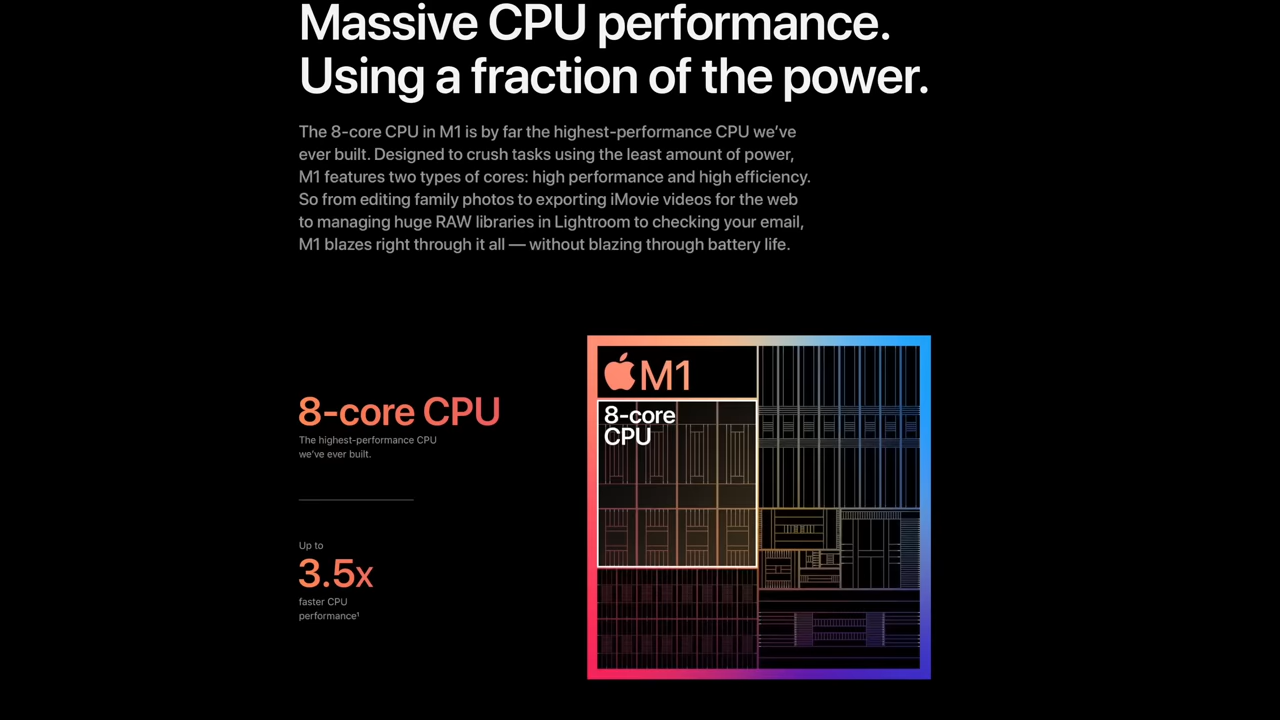 Massive CPU performance.
Using a fraction of the power.
The 8-core CPU in M1 is by far the highest-performance CPU we’ve
ever built. Designed to crush tasks using the least amount of power,
M1 features two types of cores: high performance and high efficiency.
So from editing family photos to exporting iMovie videos for the web
to managing huge RAW libraries in Lightroom to checking your email,
M1 blazes right through it all — without blazing through battery life.
8-core CPU
The highest-performance CPU
we’ve ever built.
Up to
3.5x
faster CPU
performance¹
M1
8-core
CPU